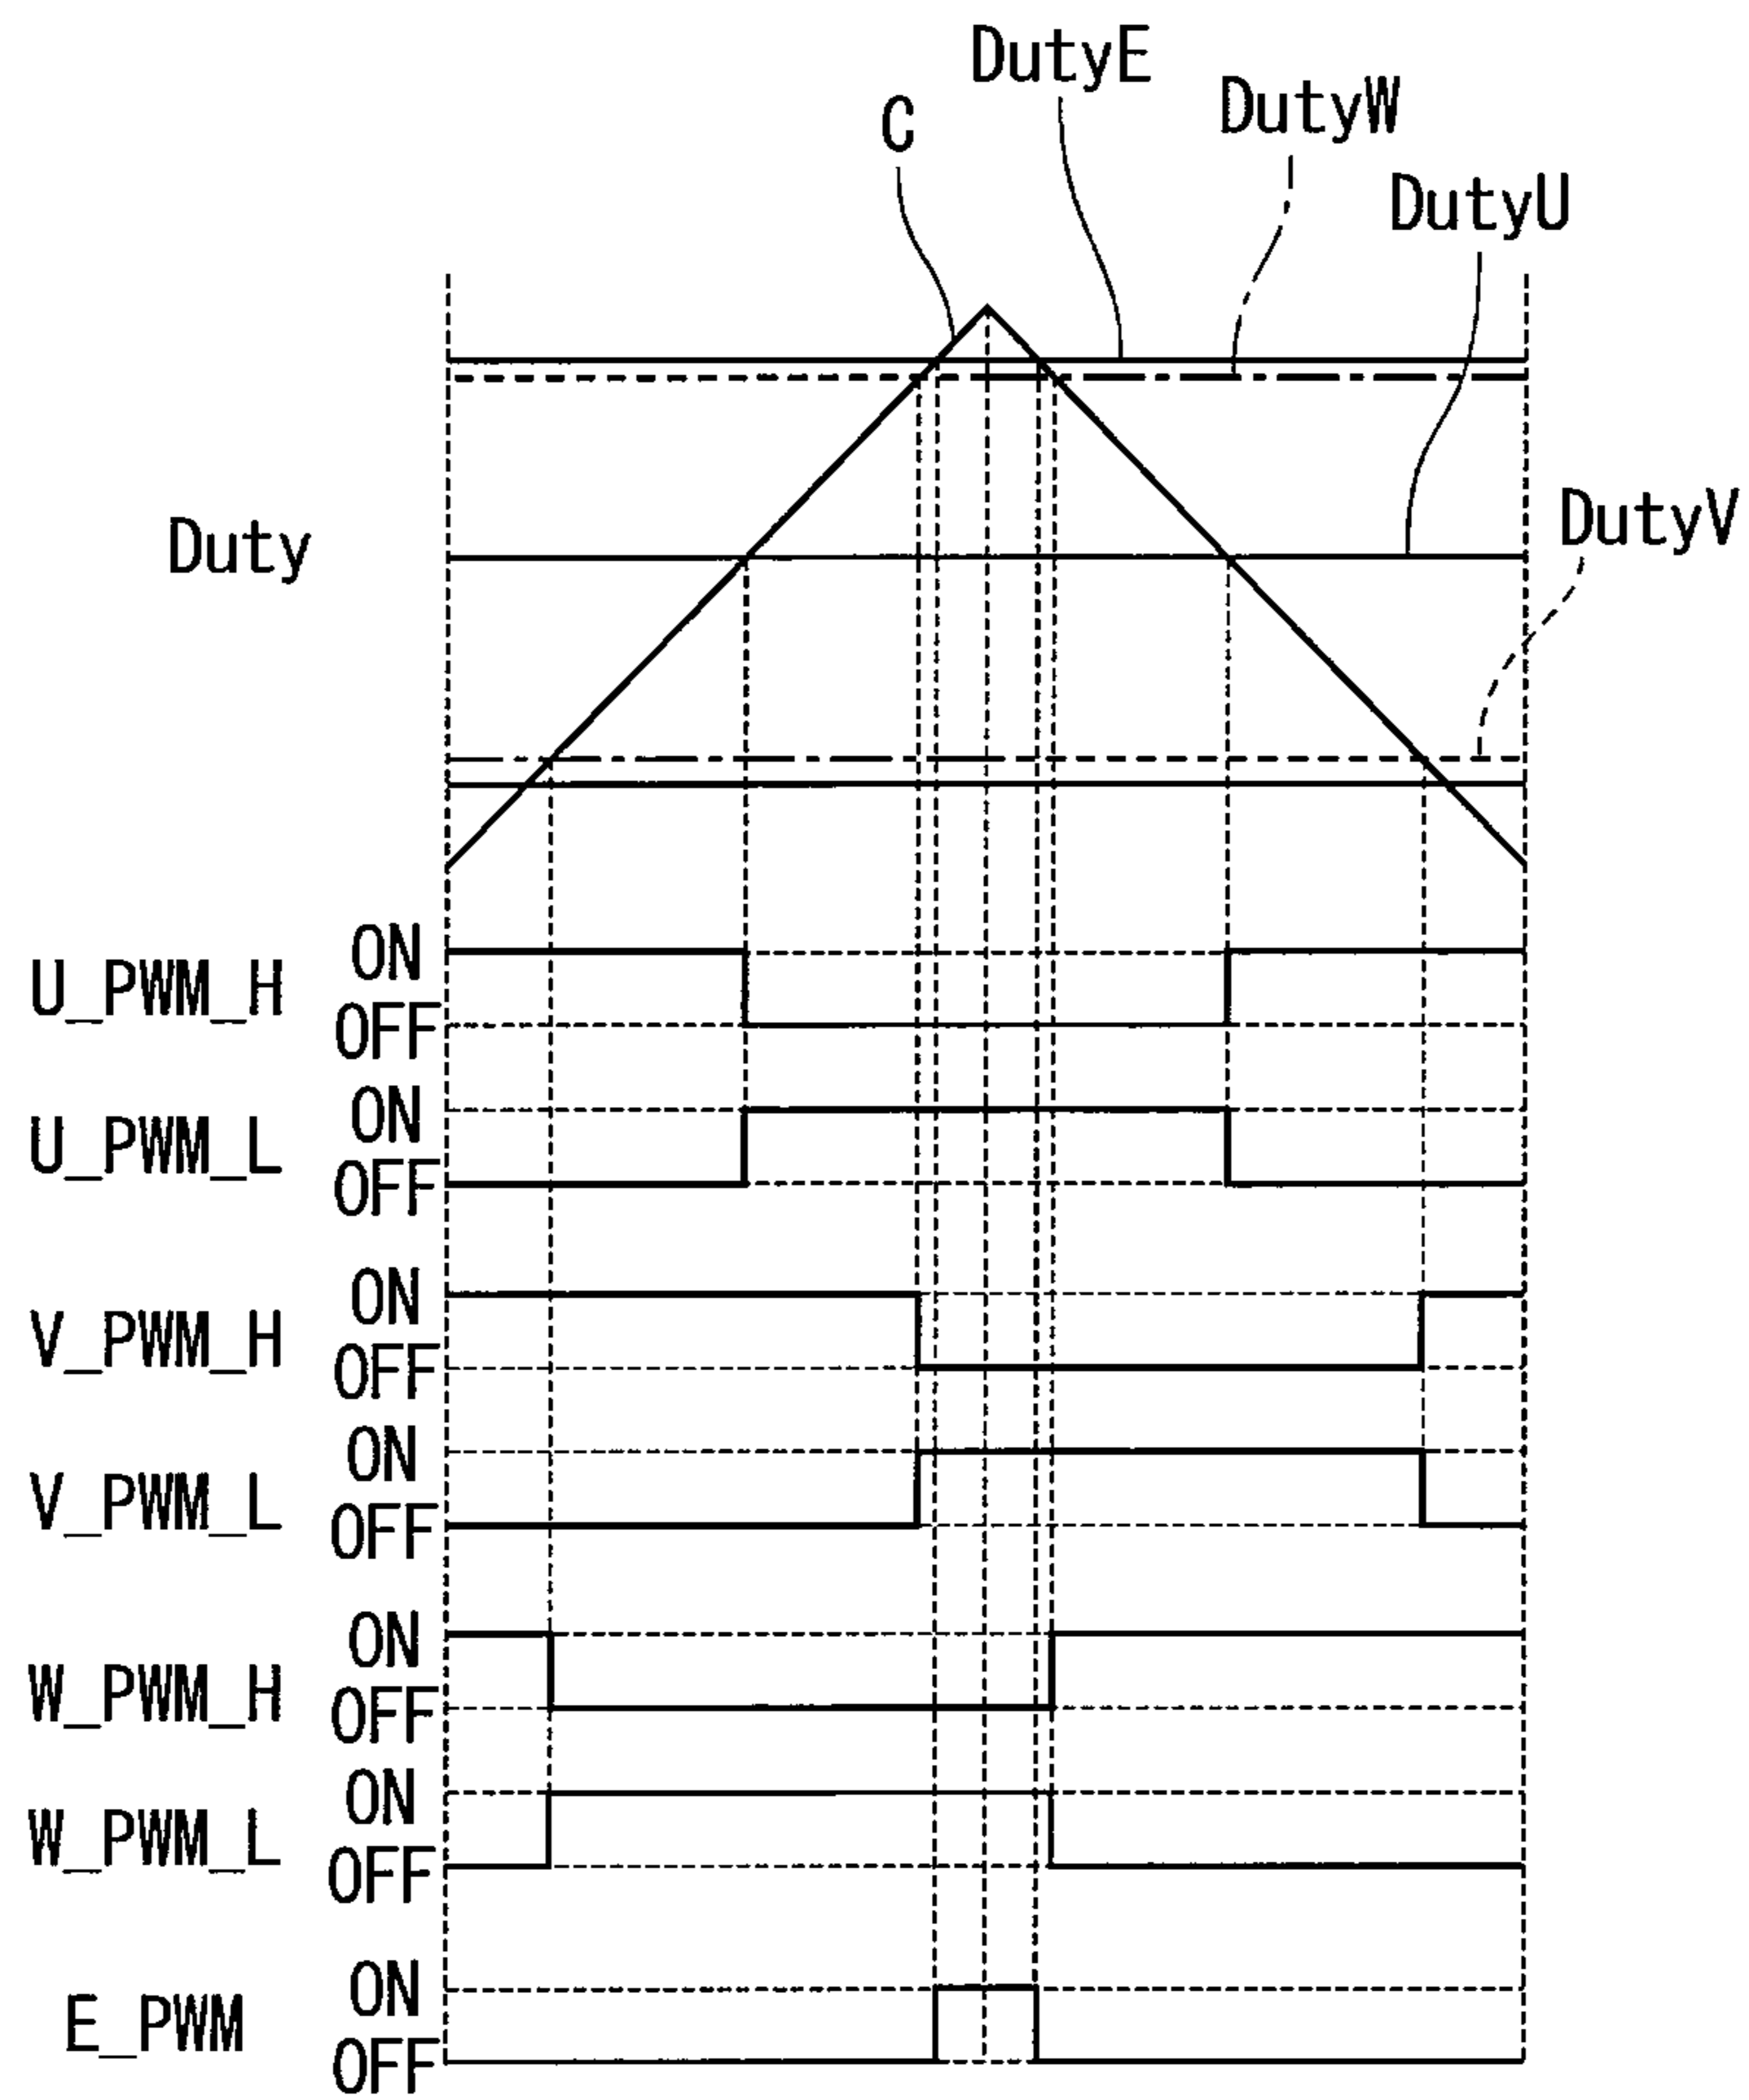 DutyE
C
DutyW
DutyU
Duty
DutyV
U_PWM_H
ON
OFF
U_PWM_L
ON
OFF
V_PWM_H
ON
OFF
V_PWM_L
ON
OFF
W_PWM_H
ON
OFF
W_PWM_L
ON
OFF
E_PWM
ON
OFF